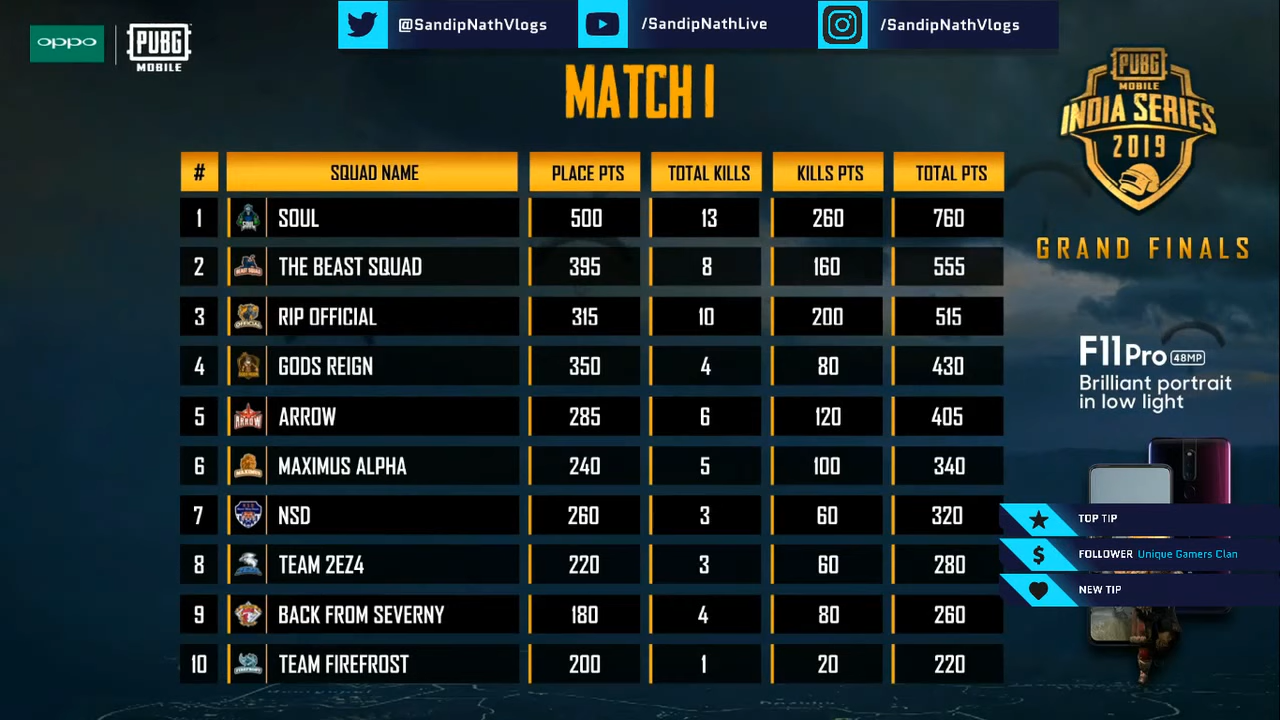 @SandipNathVlogs
/SandipNathLive
/SandipNathVlogs
oppo
PUBG
MOBILE
MATCH 1
PUBG
MOBILE
INDIA SERIES
2019
GRAND FINALS
# SQUAD NAME PLACE PTS TOTAL KILLS KILLS PTS TOTAL PTS
1 SOUL 500 13 260 760
2 THE BEAST SQUAD 395 8 160 555
3 RIP OFFICIAL 315 10 200 515
4 GODS REIGN 350 4 80 430
5 ARROW 285 6 120 405
6 MAXIMUS ALPHA 240 5 100 340
7 NSD 260 3 60 320
8 TEAM 2EZ4 220 3 60 280
9 BACK FROM SEVERNY 180 4 80 260
10 TEAM FIREFROST 200 1 20 220
F11 Pro 48MP
Brilliant portrait
in low light
TOP TIP
FOLLOWER Unique Gamers Clan
NEW TIP